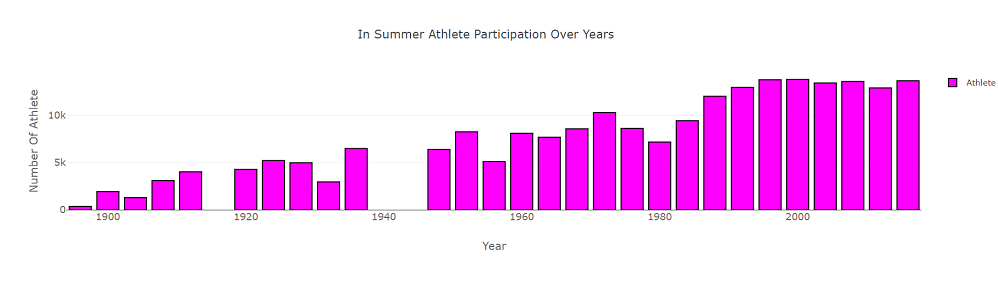 In Summer Athlete Participation Over Years
Athlete
Number Of Athlete
10k
5k
0
1900
1920
1940
1960
1980
2000
Year